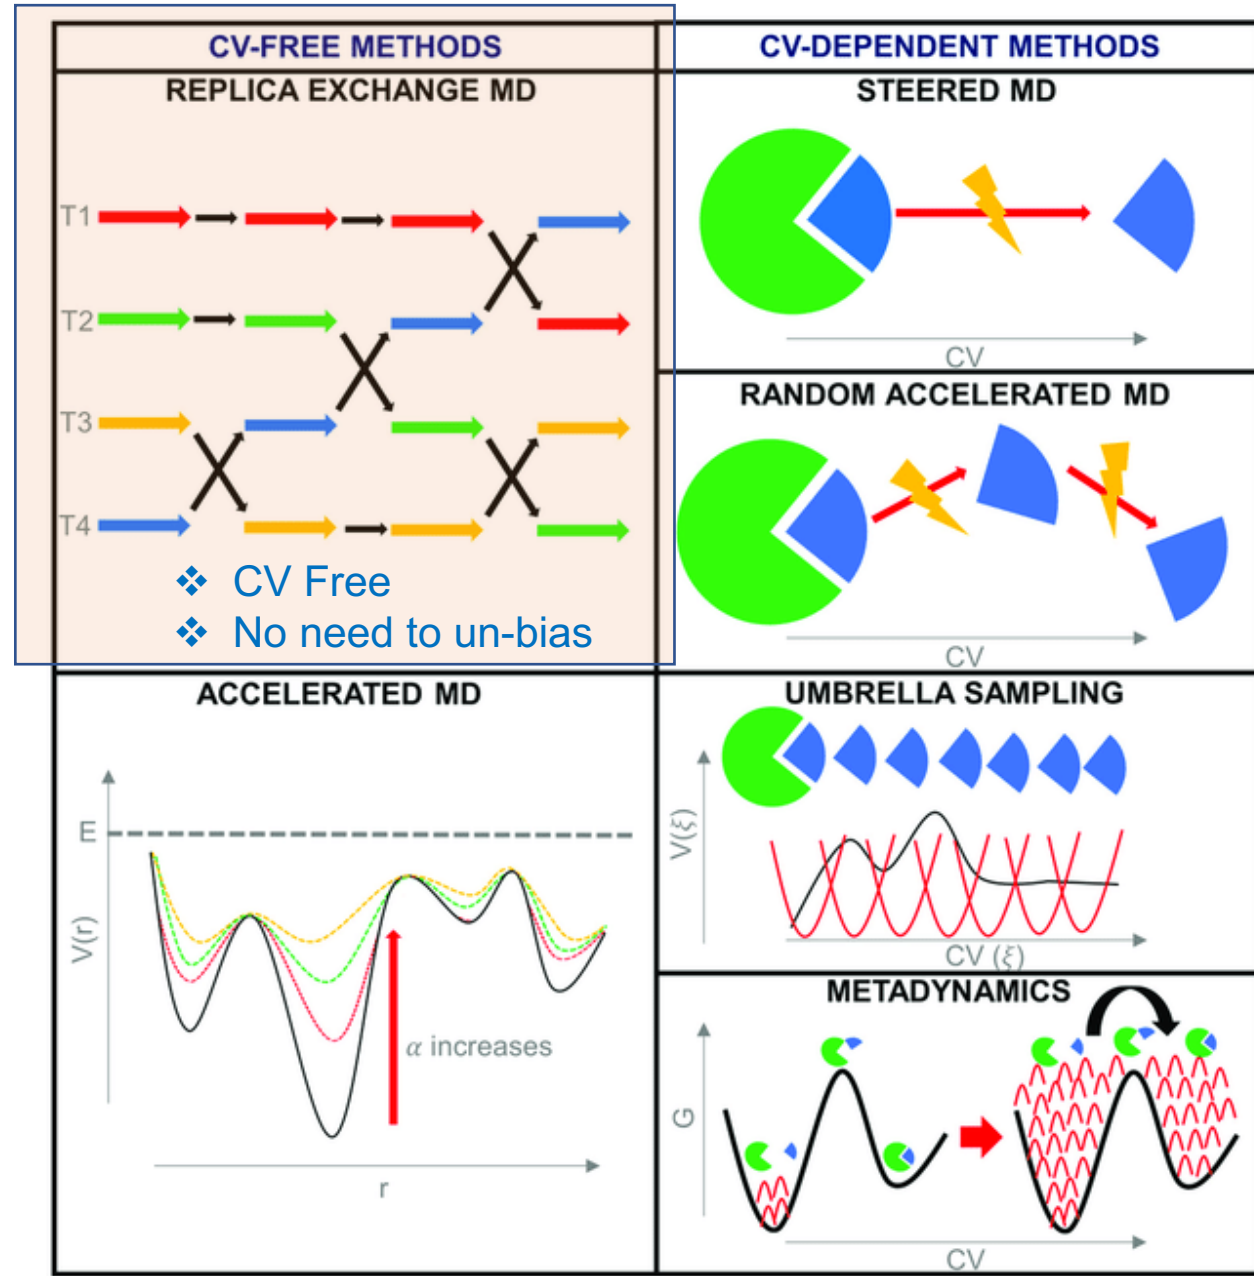 CV-FREE METHODS
CV-DEPENDENT METHODS
REPLICA EXCHANGE MD
T1
T2
T3
T4
❖ CV Free
❖ No need to un-bias
STEERED MD
CV
RANDOM ACCELERATED MD
CV
ACCELERATED MD
E
V(r)
α increases
r
UMBRELLA SAMPLING
V(ξ)
CV (ξ)
METADYNAMICS
G
CV